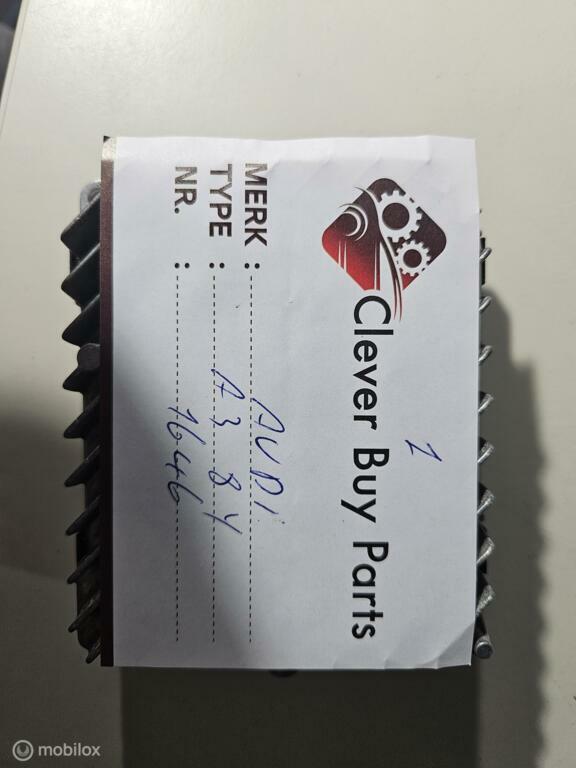 Clever Buy Parts
1
MERK : AUDI
TYPE : A3 8Y
NR. : 1646
mobilox